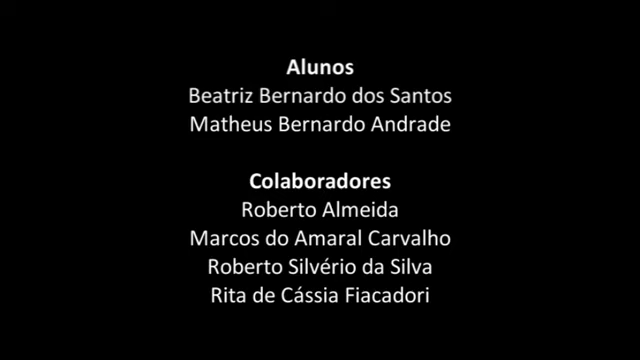 Alunos
Beatriz Bernardo dos Santos
Matheus Bernardo Andrade
Colaboradores
Roberto Almeida
Marcos do Amaral Carvalho
Roberto Silvério da Silva
Rita de Cássia Fiacadori